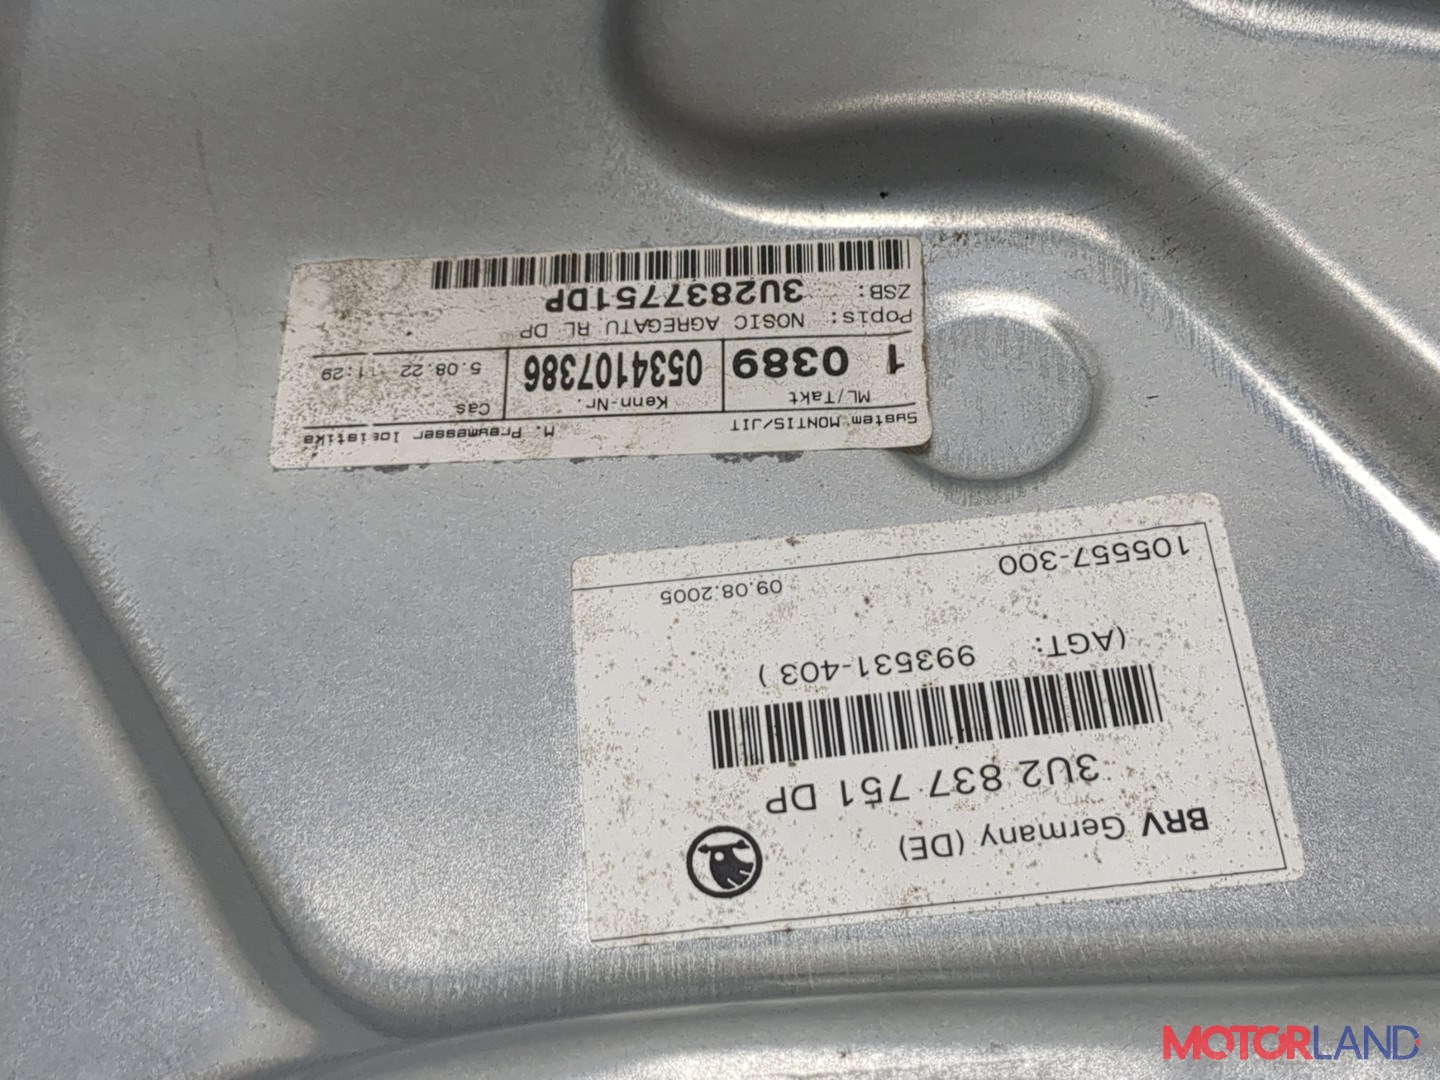 System MONTIS/JIT M. Preymesser logistika
ML/Takt Kenn-Nr. Cas
1 0389 0534107386 5.08.22 11:29
Popis: NOSIC AGREGATU RL DP
ZSB: 3U2837751DP
BRV Germany (DE)
3U2 837 751 DP
(AGT: 993531-403 )
105557-300 09.08.2005
MOTORLAND